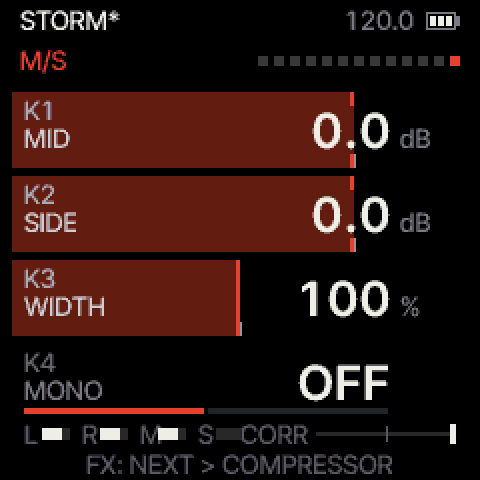 STORM* 120.0
M/S
K1
MID 0.0 dB
K2
SIDE 0.0 dB
K3
WIDTH 100 %
K4
MONO OFF
L R M S CORR
FX: NEXT > COMPRESSOR